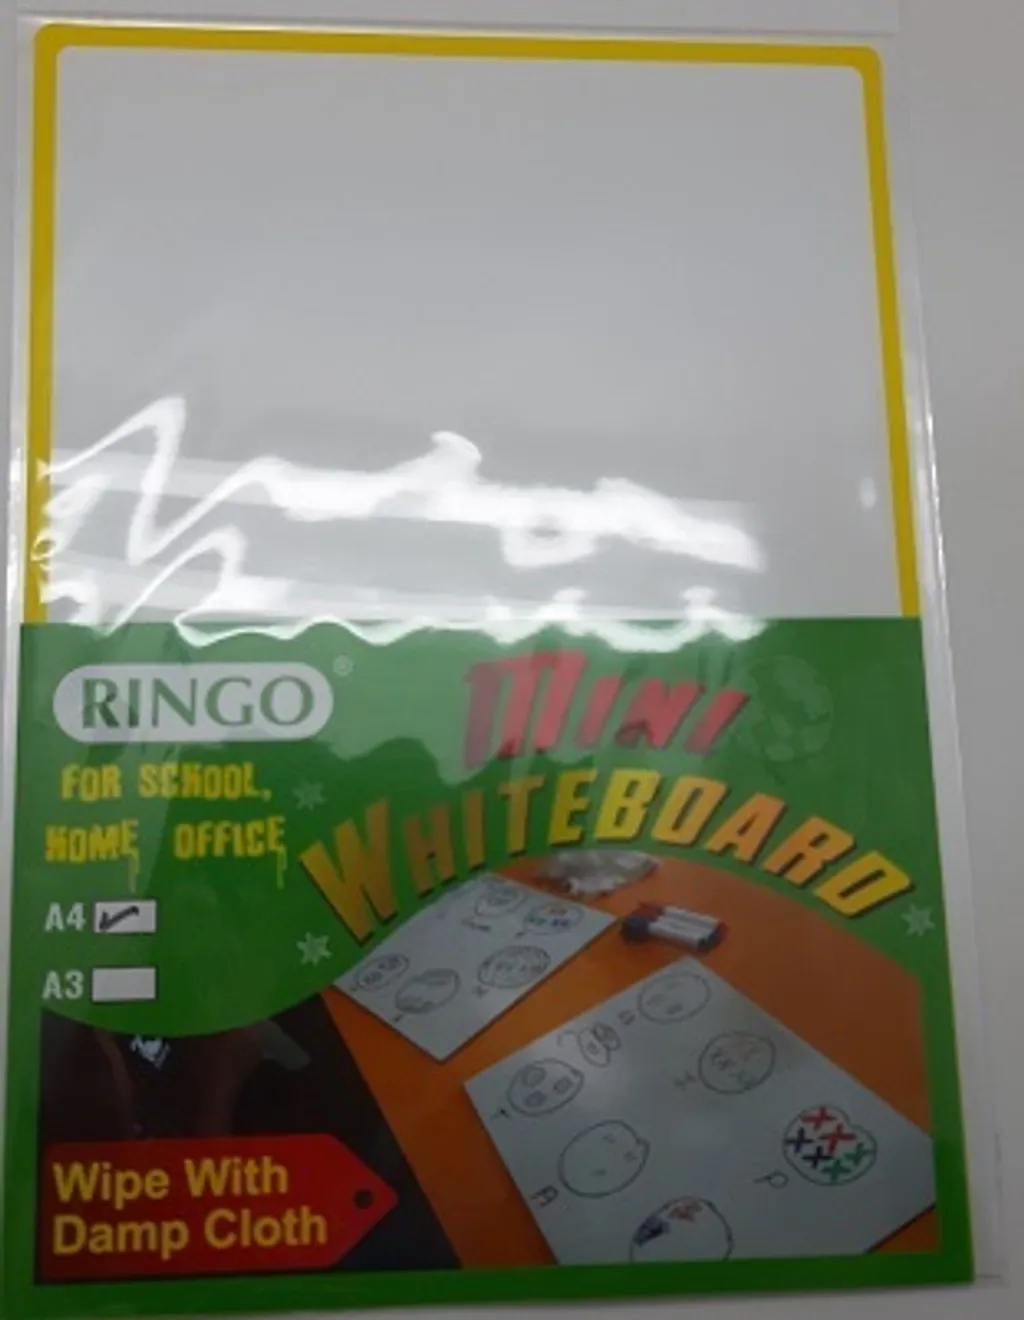 RINGO®
MINI
WHITEBOARD
FOR SCHOOL,
HOME OFFICE
A4
A3
Wipe With
Damp Cloth